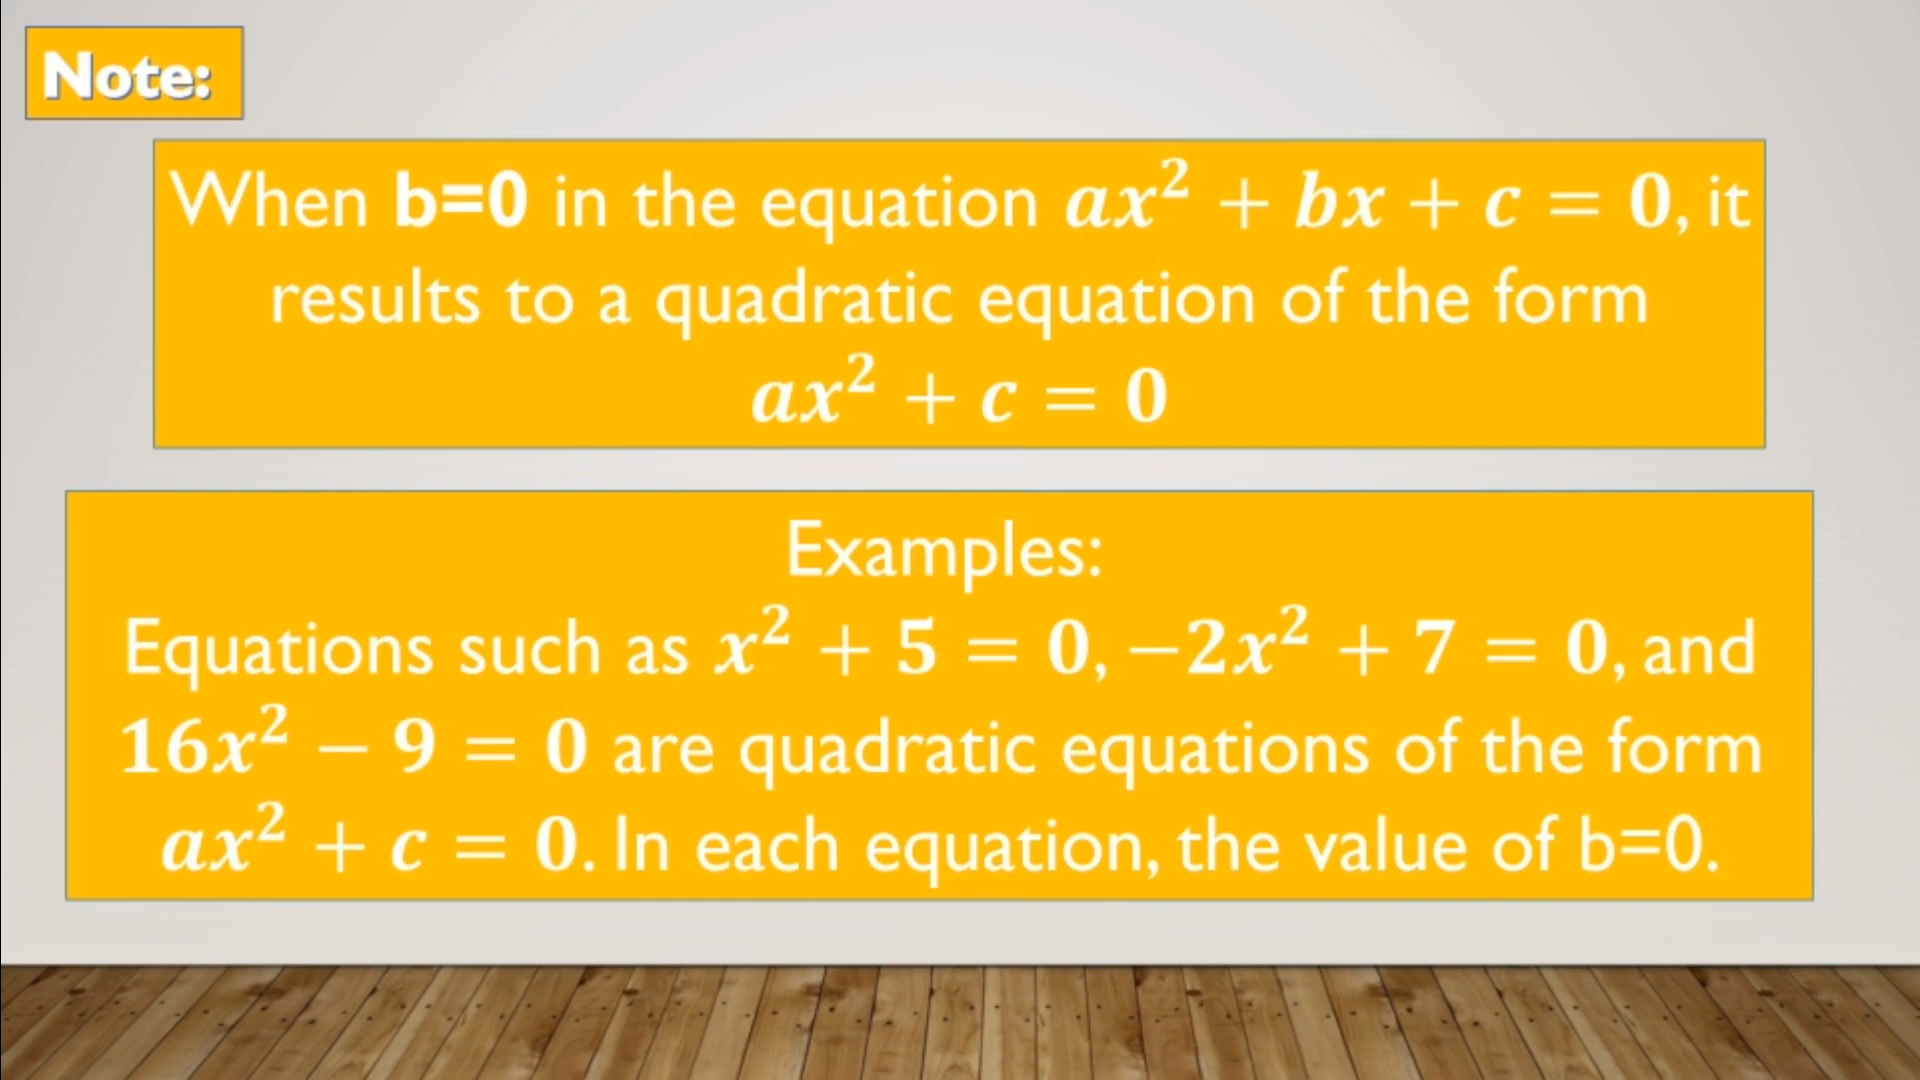 Note:
When b=0 in the equation ax² + bx + c = 0, it
results to a quadratic equation of the form
ax² + c = 0
Examples:
Equations such as x² + 5 = 0, −2x² + 7 = 0, and
16x² − 9 = 0 are quadratic equations of the form
ax² + c = 0. In each equation, the value of b=0.